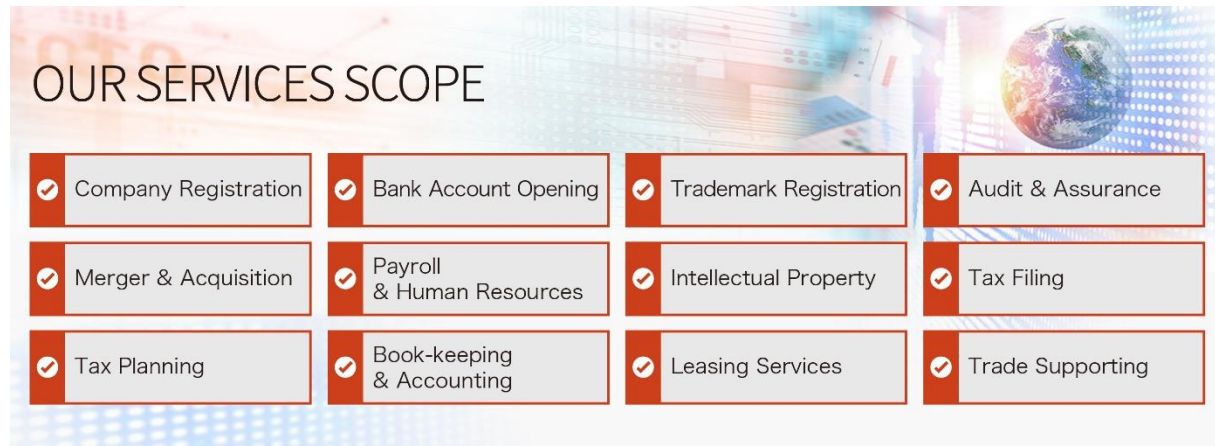 OUR SERVICES SCOPE
Company Registration
Bank Account Opening
Trademark Registration
Audit & Assurance
Merger & Acquisition
Payroll
& Human Resources
Intellectual Property
Tax Filing
Tax Planning
Book-keeping
& Accounting
Leasing Services
Trade Supporting